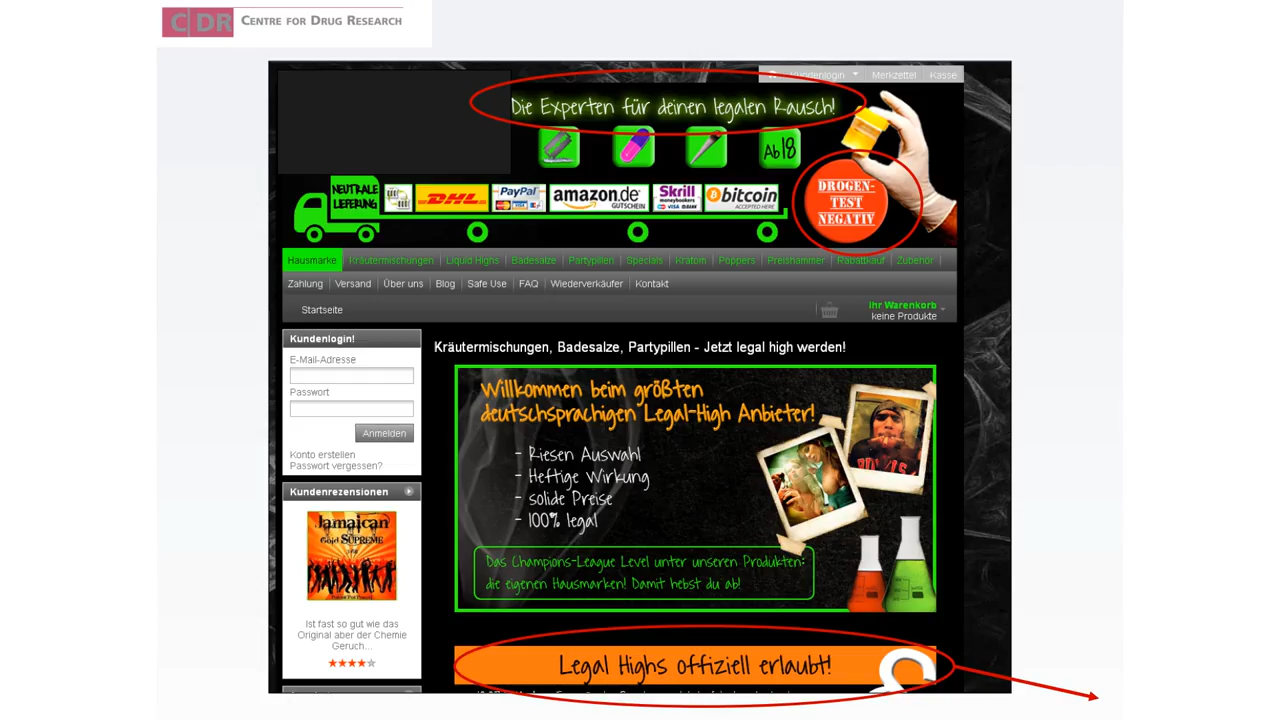 CDR CENTRE FOR DRUG RESEARCH
Kundenlogin Merkzettel Kasse
Die Experten für deinen legalen Rausch!
Ab 18
NEUTRALE
LIEFERUNG
DHL
PayPal
amazon.de
GUTSCHEIN
Skrill
moneybookers
bitcoin
ACCEPTED HERE
DROGEN-
TEST
NEGATIV
Hausmarke Kräutermischungen Liquid Highs Badesalze Partypillen Specials Kratom Poppers Preishammer Rabattkauf Zubehör
Zahlung Versand Über uns Blog Safe Use FAQ Wiederverkäufer Kontakt
Startseite
Ihr Warenkorb
keine Produkte
Kundenlogin!
E-Mail-Adresse
Passwort
Anmelden
Konto erstellen
Passwort vergessen?
Kundenrezensionen
Jamaican
Gold SUPREME
Ist fast so gut wie das
Original aber der Chemie
Geruch...
Kräutermischungen, Badesalze, Partypillen - Jetzt legal high werden!
Willkommen beim größten
deutschsprachigen Legal-High Anbieter!
- Riesen Auswahl
- Heftige Wirkung
- solide Preise
- 100% legal
Das Champions-League Level unter unseren Produkten:
die eigenen Hausmarken! Damit hebst du ab!
Legal Highs offiziell erlaubt!